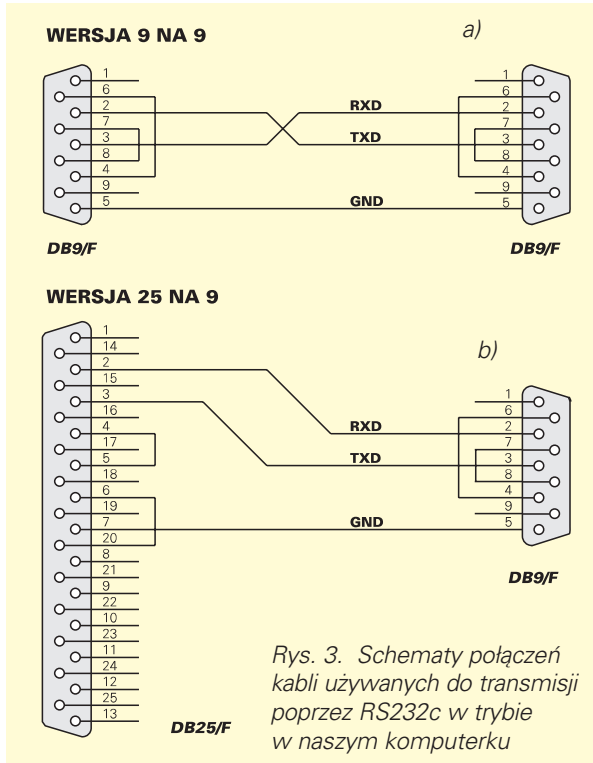 WERSJA 9 NA 9
a)
1
6
2
7
3
8
4
9
5
RXD
TXD
GND
1
6
2
7
3
8
4
9
5
DB9/F
DB9/F
WERSJA 25 NA 9
b)
1
14
2
15
3
16
4
17
5
18
6
19
7
20
8
21
9
22
10
23
11
24
12
25
13
RXD
TXD
GND
1
6
2
7
3
8
4
9
5
DB9/F
DB25/F
Rys. 3. Schematy połączeń
kabli używanych do transmisji
poprzez RS232c w trybie
w naszym komputerku